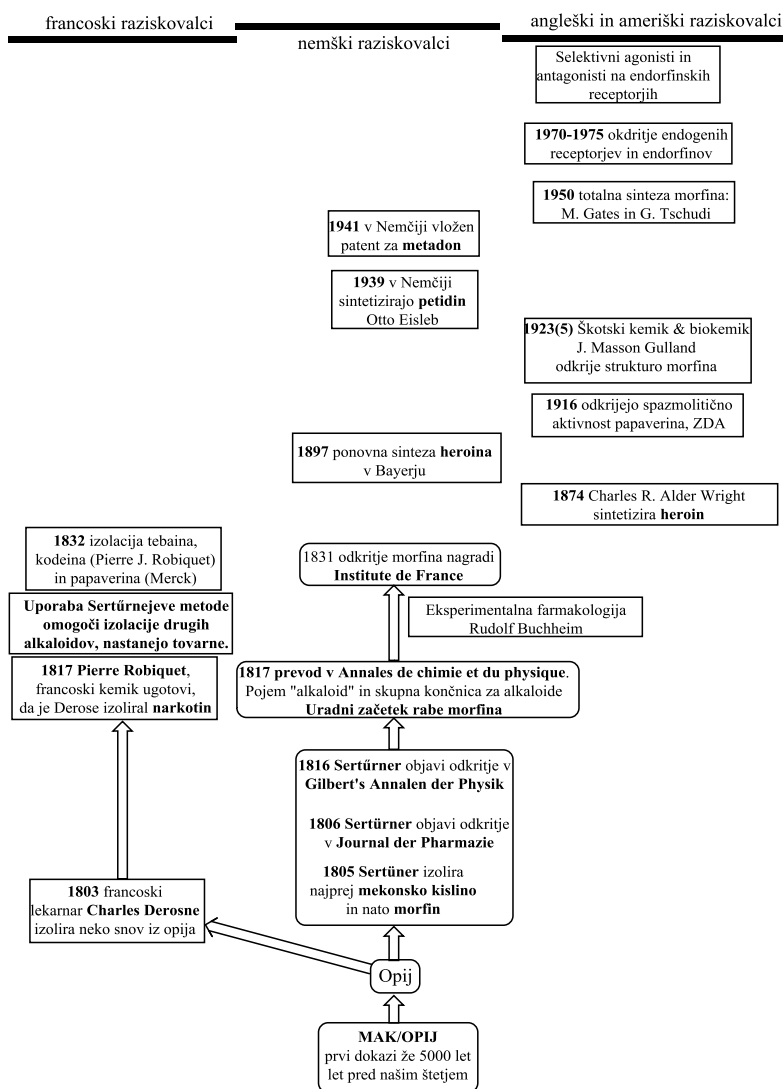 francoski raziskovalci
nemški raziskovalci
angleški in ameriški raziskovalci
Selektivni agonisti in
antagonisti na endorfinskih
receptorjih
1970-1975 okdritje endogenih
receptorjev in endorfinov
1950 totalna sinteza morfina:
M. Gates in G. Tschudi
1941 v Nemčiji vložen
patent za metadon
1939 v Nemčiji
sintetizirajo petidin
Otto Eisleb
1923(5) Škotski kemik & biokemik
J. Masson Gulland
odkrije strukturo morfina
1916 odkrijejo spazmolitično
aktivnost papaverina, ZDA
1897 ponovna sinteza heroina
v Bayerju
1874 Charles R. Alder Wright
sintetizira heroin
1832 izolacija tebaina,
kodeina (Pierre J. Robiquet)
in papaverina (Merck)
1831 odkritje morfina nagradi
Institute de France
Uporaba Sertűrnejeve metode
omogoči izolacije drugih
alkaloidov, nastanejo tovarne.
Eksperimentalna farmakologija
Rudolf Buchheim
1817 Pierre Robiquet,
francoski kemik ugotovi,
da je Derose izoliral narkotin
1817 prevod v Annales de chimie et du physique.
Pojem "alkaloid" in skupna končnica za alkaloide
Uradni začetek rabe morfina
1816 Sertűrner objavi odkritje v
Gilbert's Annalen der Physik
1806 Sertürner objavi odkritje
v Journal der Pharmazie
1805 Sertüner izolira
najprej mekonsko kislino
in nato morfin
1803 francoski
lekarnar Charles Derosne
izolira neko snov iz opija
Opij
MAK/OPIJ
prvi dokazi že 5000 let
let pred našim štetjem